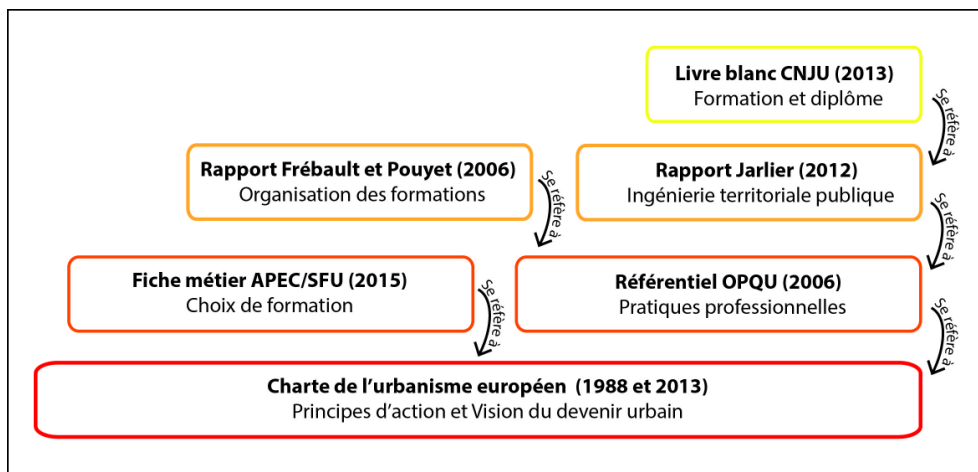 Livre blanc CNJU (2013)
Formation et diplôme
Se réfère à
Rapport Frébault et Pouyet (2006)
Organisation des formations
Se réfère à
Rapport Jarlier (2012)
Ingénierie territoriale publique
Se réfère à
Fiche métier APEC/SFU (2015)
Choix de formation
Se réfère à
Référentiel OPQU (2006)
Pratiques professionnelles
Se réfère à
Charte de l'urbanisme européen (1988 et 2013)
Principes d'action et Vision du devenir urbain